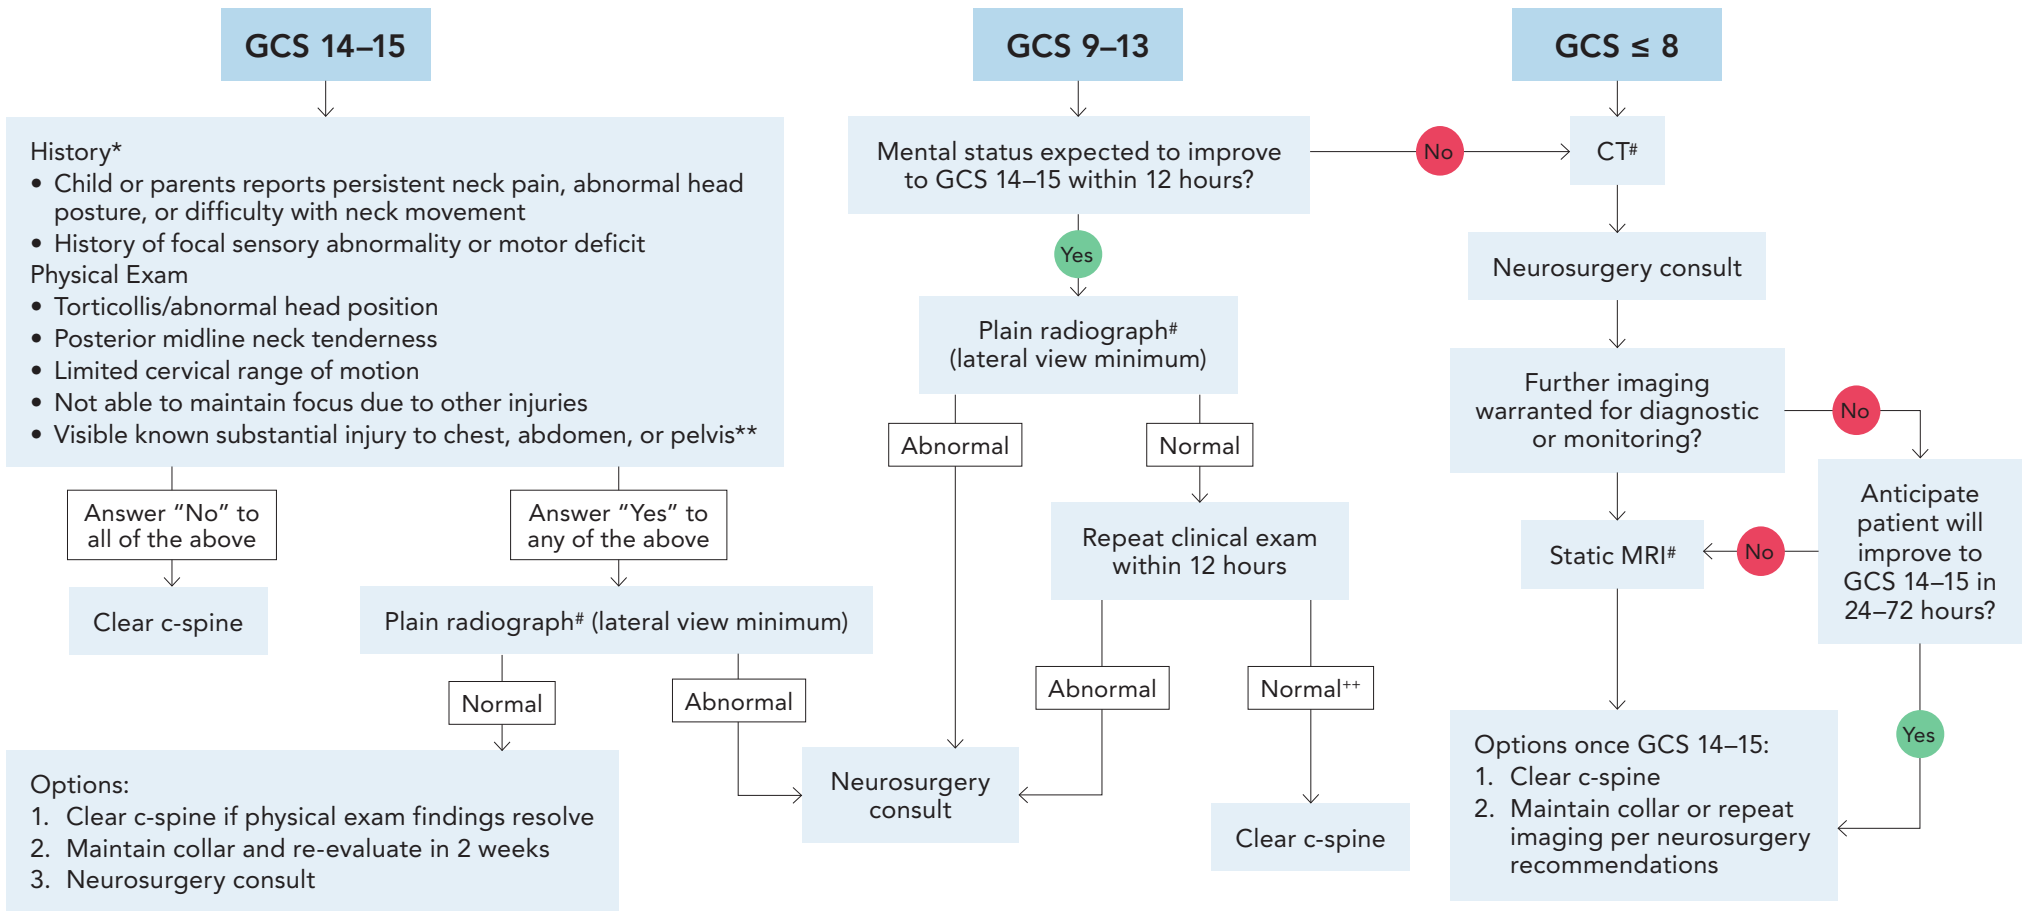 GCS 14–15
History*
• Child or parents reports persistent neck pain, abnormal head
posture, or difficulty with neck movement
• History of focal sensory abnormality or motor deficit
Physical Exam
• Torticollis/abnormal head position
• Posterior midline neck tenderness
• Limited cervical range of motion
• Not able to maintain focus due to other injuries
• Visible known substantial injury to chest, abdomen, or pelvis**
Answer “No” to
all of the above
Clear c-spine
Answer “Yes” to
any of the above
Plain radiograph# (lateral view minimum)
Normal
Abnormal
Options:
1. Clear c-spine if physical exam findings resolve
2. Maintain collar and re-evaluate in 2 weeks
3. Neurosurgery consult
GCS 9–13
Mental status expected to improve
to GCS 14–15 within 12 hours?
No
Yes
Plain radiograph#
(lateral view minimum)
Abnormal
Normal
Repeat clinical exam
within 12 hours
Abnormal
Normal++
Neurosurgery
consult
Clear c-spine
GCS ≤ 8
CT#
Neurosurgery consult
Further imaging
warranted for diagnostic
or monitoring?
No
Anticipate
patient will
improve to
GCS 14–15 in
24–72 hours?
No
Static MRI#
Yes
Options once GCS 14–15:
1. Clear c-spine
2. Maintain collar or repeat
imaging per neurosurgery
recommendations